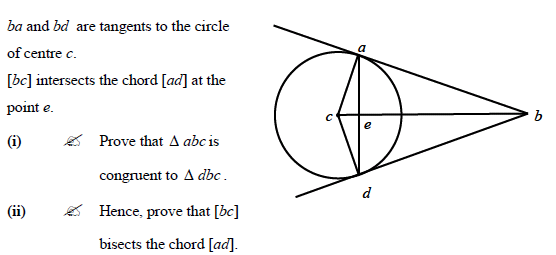 ba and bd are tangents to the circle
of centre c.
[bc] intersects the chord [ad] at the
point e.
(i) Prove that Δ abc is
congruent to Δ dbc.
(ii) Hence, prove that [bc]
bisects the chord [ad].
a
c
e
b
d